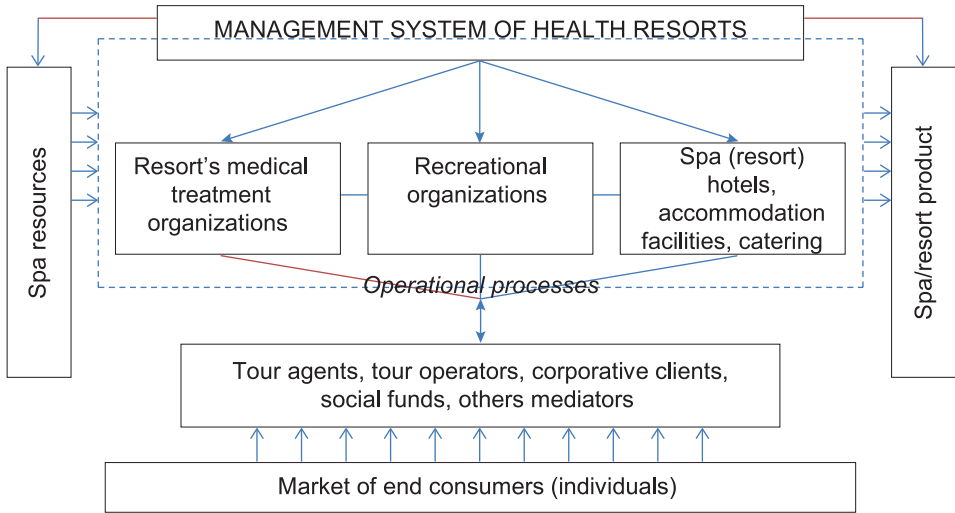 MANAGEMENT SYSTEM OF HEALTH RESORTS
Spa resources
Resort's medical
treatment
organizations
Recreational
organizations
Spa (resort)
hotels,
accommodation
facilities, catering
Spa/resort product
Operational processes
Tour agents, tour operators, corporative clients,
social funds, others mediators
Market of end consumers (individuals)